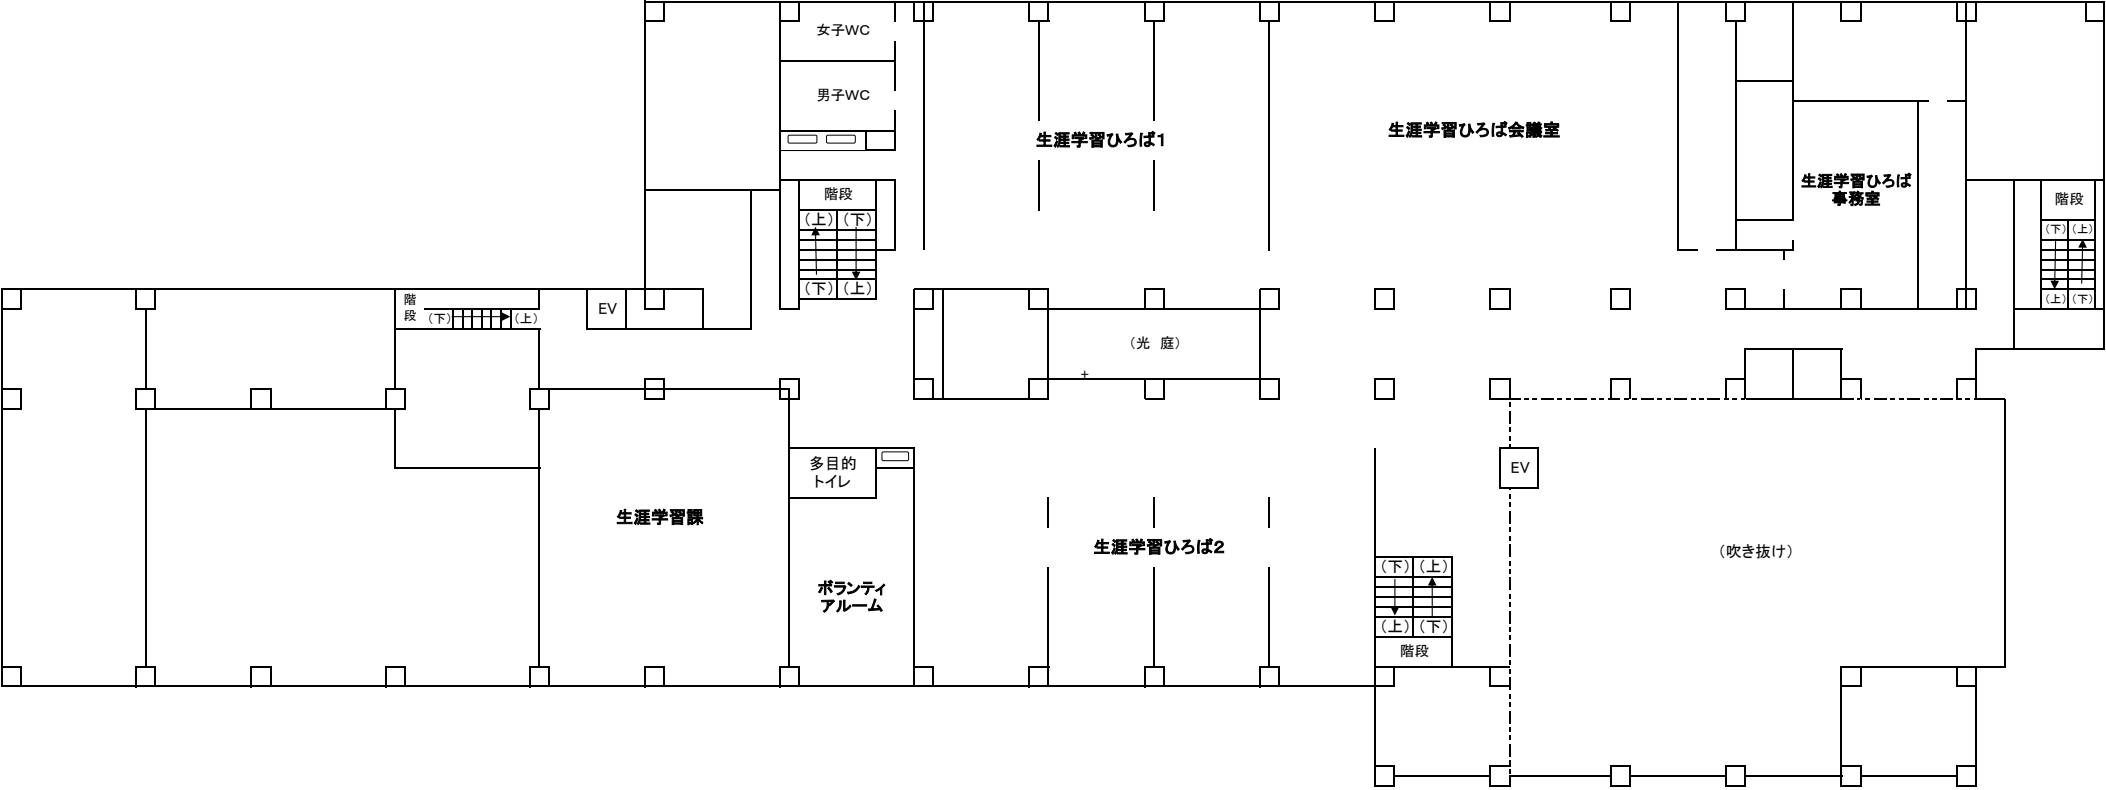 女子WC
男子WC
生涯学習ひろば1
生涯学習ひろば会議室
生涯学習ひろば
事務室
階段
(上)
(下)
(下)
(上)
階段
(下)
(上)
(上)
(下)
階
段
(下)
(上)
EV
(光 庭)
+
多目的
トイレ
EV
生涯学習課
生涯学習ひろば2
(吹き抜け)
ボランティ
アルーム
(下)
(上)
(上)
(下)
階段